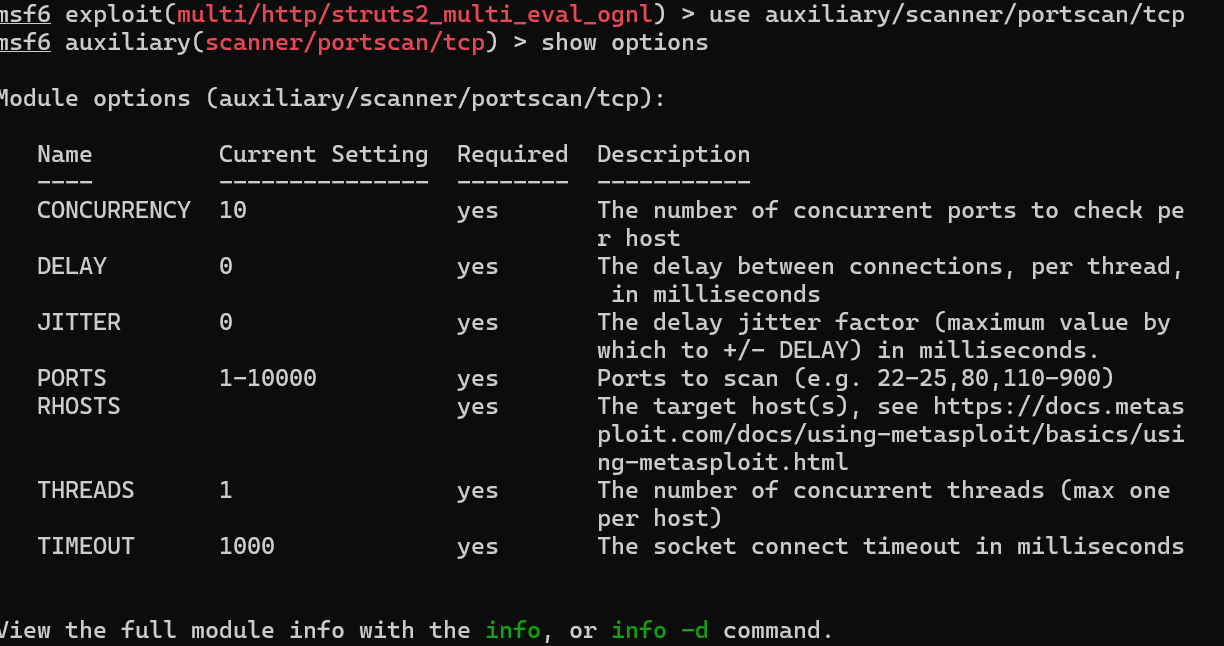 msf6 exploit(multi/http/struts2_multi_eval_ognl) > use auxiliary/scanner/portscan/tcp
msf6 auxiliary(scanner/portscan/tcp) > show options
Module options (auxiliary/scanner/portscan/tcp):
Name Current Setting Required Description
---- --------------- -------- -----------
CONCURRENCY 10 yes The number of concurrent ports to check pe
r host
DELAY 0 yes The delay between connections, per thread,
in milliseconds
JITTER 0 yes The delay jitter factor (maximum value by
which to +/- DELAY) in milliseconds.
PORTS 1-10000 yes Ports to scan (e.g. 22-25,80,110-900)
RHOSTS yes The target host(s), see https://docs.metas
ploit.com/docs/using-metasploit/basics/usi
ng-metasploit.html
THREADS 1 yes The number of concurrent threads (max one
per host)
TIMEOUT 1000 yes The socket connect timeout in milliseconds
View the full module info with the info, or info -d command.